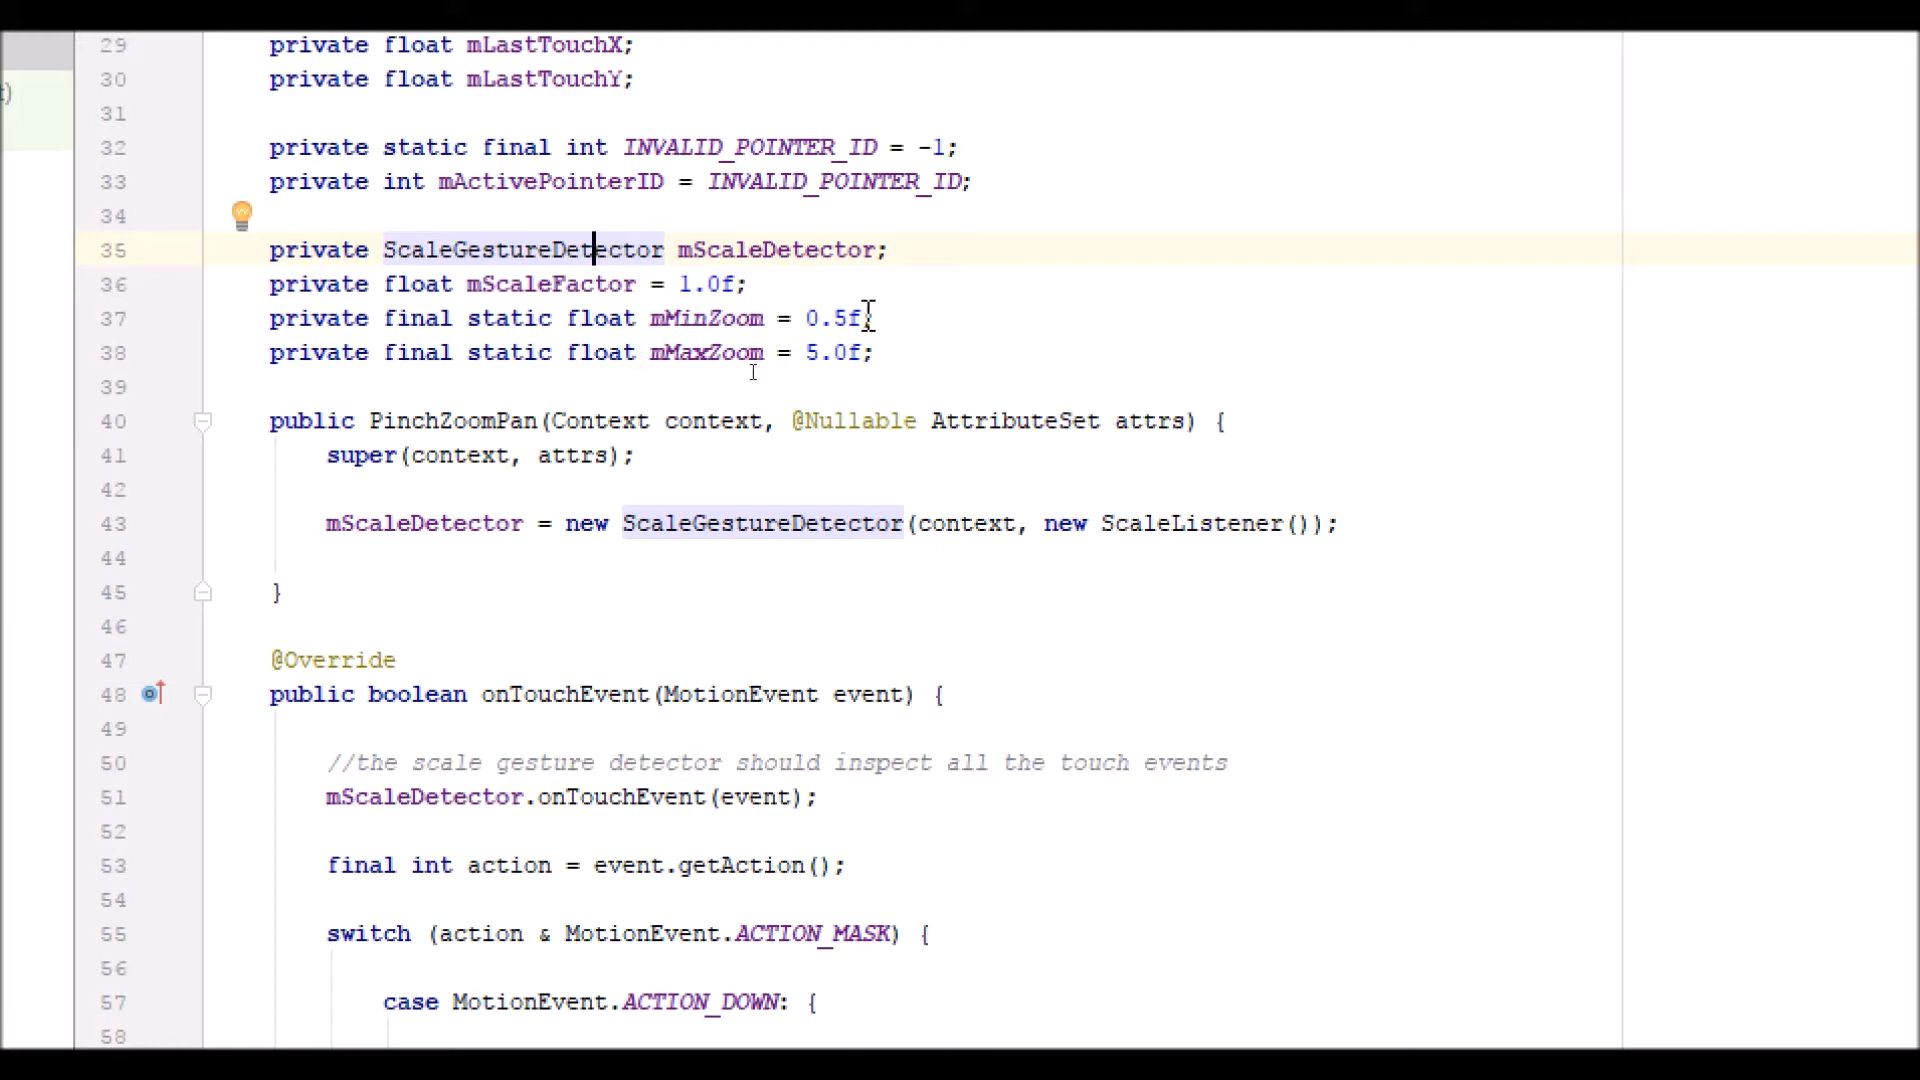 29 private float mLastTouchX;
30 private float mLastTouchY;
t)
31
32 private static final int INVALID_POINTER_ID = -1;
33 private int mActivePointerID = INVALID_POINTER_ID;
34
35 private ScaleGestureDetector mScaleDetector;
36 private float mScaleFactor = 1.0f;
37 private final static float mMinZoom = 0.5f;
38 private final static float mMaxZoom = 5.0f;
39
40 public PinchZoomPan(Context context, @Nullable AttributeSet attrs) {
41 super(context, attrs);
42
43 mScaleDetector = new ScaleGestureDetector(context, new ScaleListener());
44
45 }
46
47 @Override
48 public boolean onTouchEvent(MotionEvent event) {
49
50 //the scale gesture detector should inspect all the touch events
51 mScaleDetector.onTouchEvent(event);
52
53 final int action = event.getAction();
54
55 switch (action & MotionEvent.ACTION_MASK) {
56
57 case MotionEvent.ACTION_DOWN: {
58